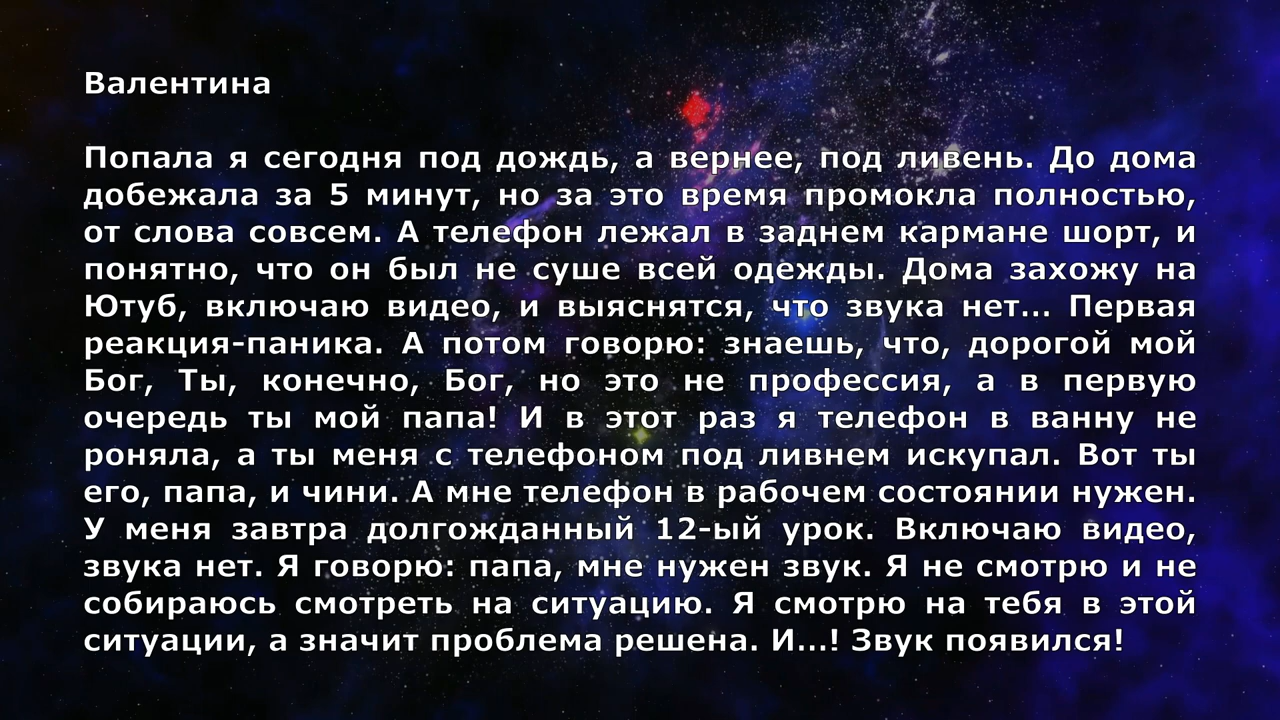 Валентина
Попала я сегодня под дождь, а вернее, под ливень. До дома
добежала за 5 минут, но за это время промокла полностью,
от слова совсем. А телефон лежал в заднем кармане шорт, и
понятно, что он был не суше всей одежды. Дома захожу на
Ютуб, включаю видео, и выяснятся, что звука нет... Первая
реакция-паника. А потом говорю: знаешь, что, дорогой мой
Бог, Ты, конечно, Бог, но это не профессия, а в первую
очередь ты мой папа! И в этот раз я телефон в ванну не
роняла, а ты меня с телефоном под ливнем искупал. Вот ты
его, папа, и чини. А мне телефон в рабочем состоянии нужен.
У меня завтра долгожданный 12-ый урок. Включаю видео,
звука нет. Я говорю: папа, мне нужен звук. Я не смотрю и не
собираюсь смотреть на ситуацию. Я смотрю на тебя в этой
ситуации, а значит проблема решена. И...! Звук появился!